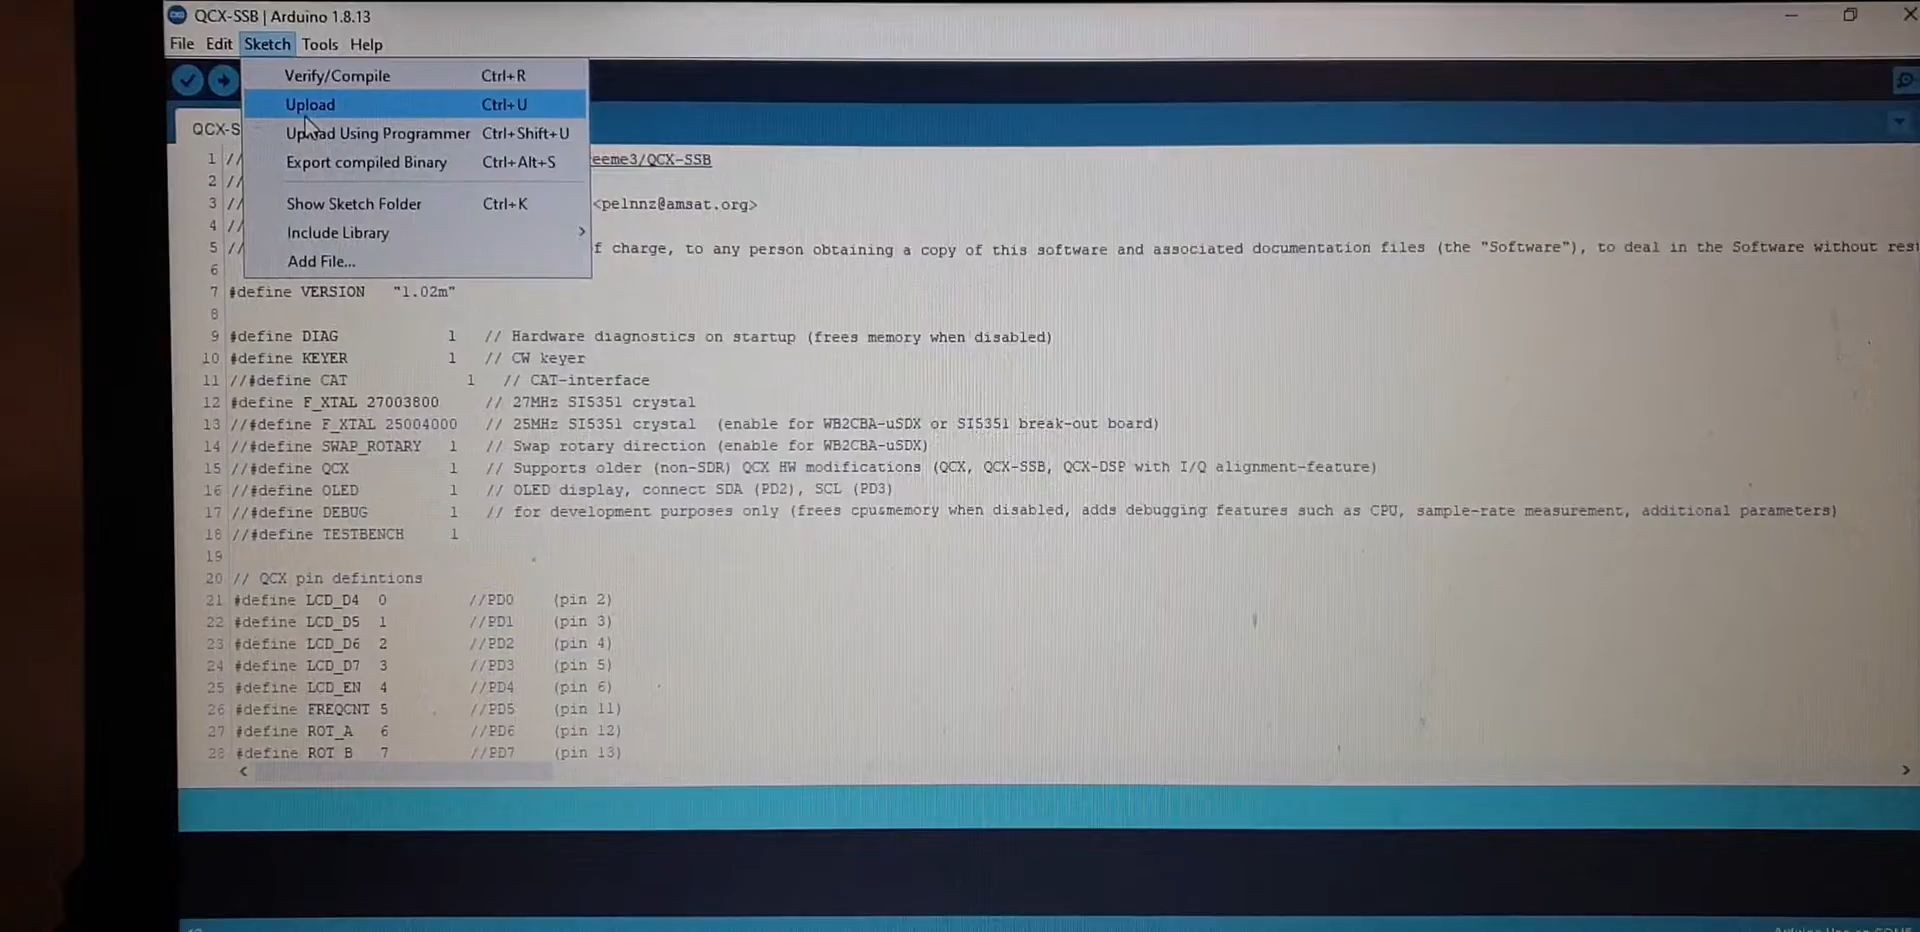 QCX-SSB | Arduino 1.8.13
File Edit Sketch Tools Help
Verify/Compile Ctrl+R
Upload Ctrl+U
Upload Using Programmer Ctrl+Shift+U
Export compiled Binary Ctrl+Alt+S
Show Sketch Folder Ctrl+K
Include Library
Add File...
QCX-S
1 // eeme3/QCX-SSB
2 //
3 // <pe1nnz@amsat.org>
4 //
5 // f charge, to any person obtaining a copy of this software and associated documentation files (the "Software"), to deal in the Software without res
6
7 #define VERSION "1.02m"
8
9 #define DIAG 1 // Hardware diagnostics on startup (frees memory when disabled)
10 #define KEYER 1 // CW keyer
11 //#define CAT 1 // CAT-interface
12 #define F_XTAL 27003800 // 27MHz SI5351 crystal
13 //#define F_XTAL 25004000 // 25MHz SI5351 crystal (enable for WB2CBA-uSDX or SI5351 break-out board)
14 //#define SWAP_ROTARY 1 // Swap rotary direction (enable for WB2CBA-uSDX)
15 //#define QCX 1 // Supports older (non-SDR) QCX HW modifications (QCX, QCX-SSB, QCX-DSP with I/Q alignment-feature)
16 //#define OLED 1 // OLED display, connect SDA (PD2), SCL (PD3)
17 //#define DEBUG 1 // for development purposes only (frees cpu&memory when disabled, adds debugging features such as CPU, sample-rate measurement, additional parameters)
18 //#define TESTBENCH 1
19
20 // QCX pin defintions
21 #define LCD_D4 0 //PD0 (pin 2)
22 #define LCD_D5 1 //PD1 (pin 3)
23 #define LCD_D6 2 //PD2 (pin 4)
24 #define LCD_D7 3 //PD3 (pin 5)
25 #define LCD_EN 4 //PD4 (pin 6)
26 #define FREQCNT 5 //PD5 (pin 11)
27 #define ROT_A 6 //PD6 (pin 12)
28 #define ROT_B 7 //PD7 (pin 13)